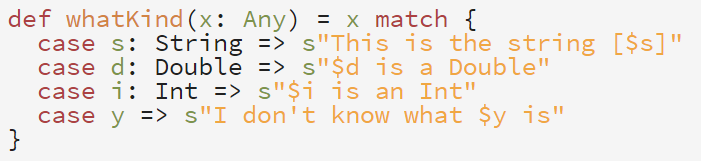 def whatKind(x: Any) = x match {
  case s: String => s"This is the string [$s]"
  case d: Double => s"$d is a Double"
  case i: Int => s"$i is an Int"
  case y => s"I don't know what $y is"
}